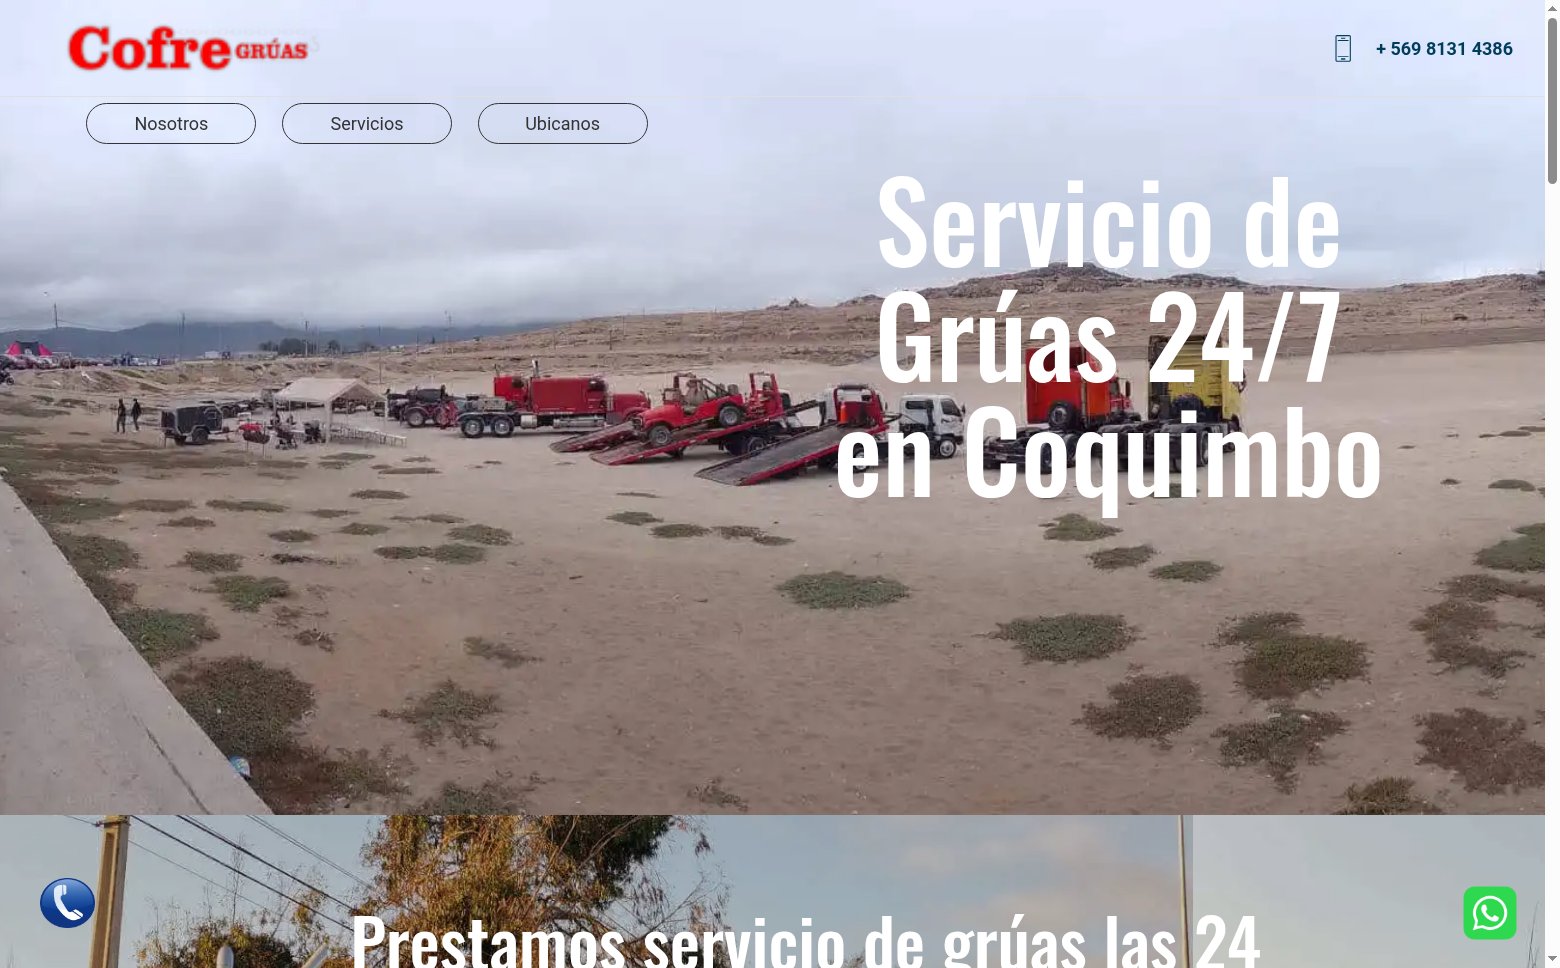 Cofre GRÚAS
+ 569 8131 4386
Nosotros
Servicios
Ubicanos
Servicio de
Grúas 24/7
en Coquimbo
Prestamos servicio de grúas las 24